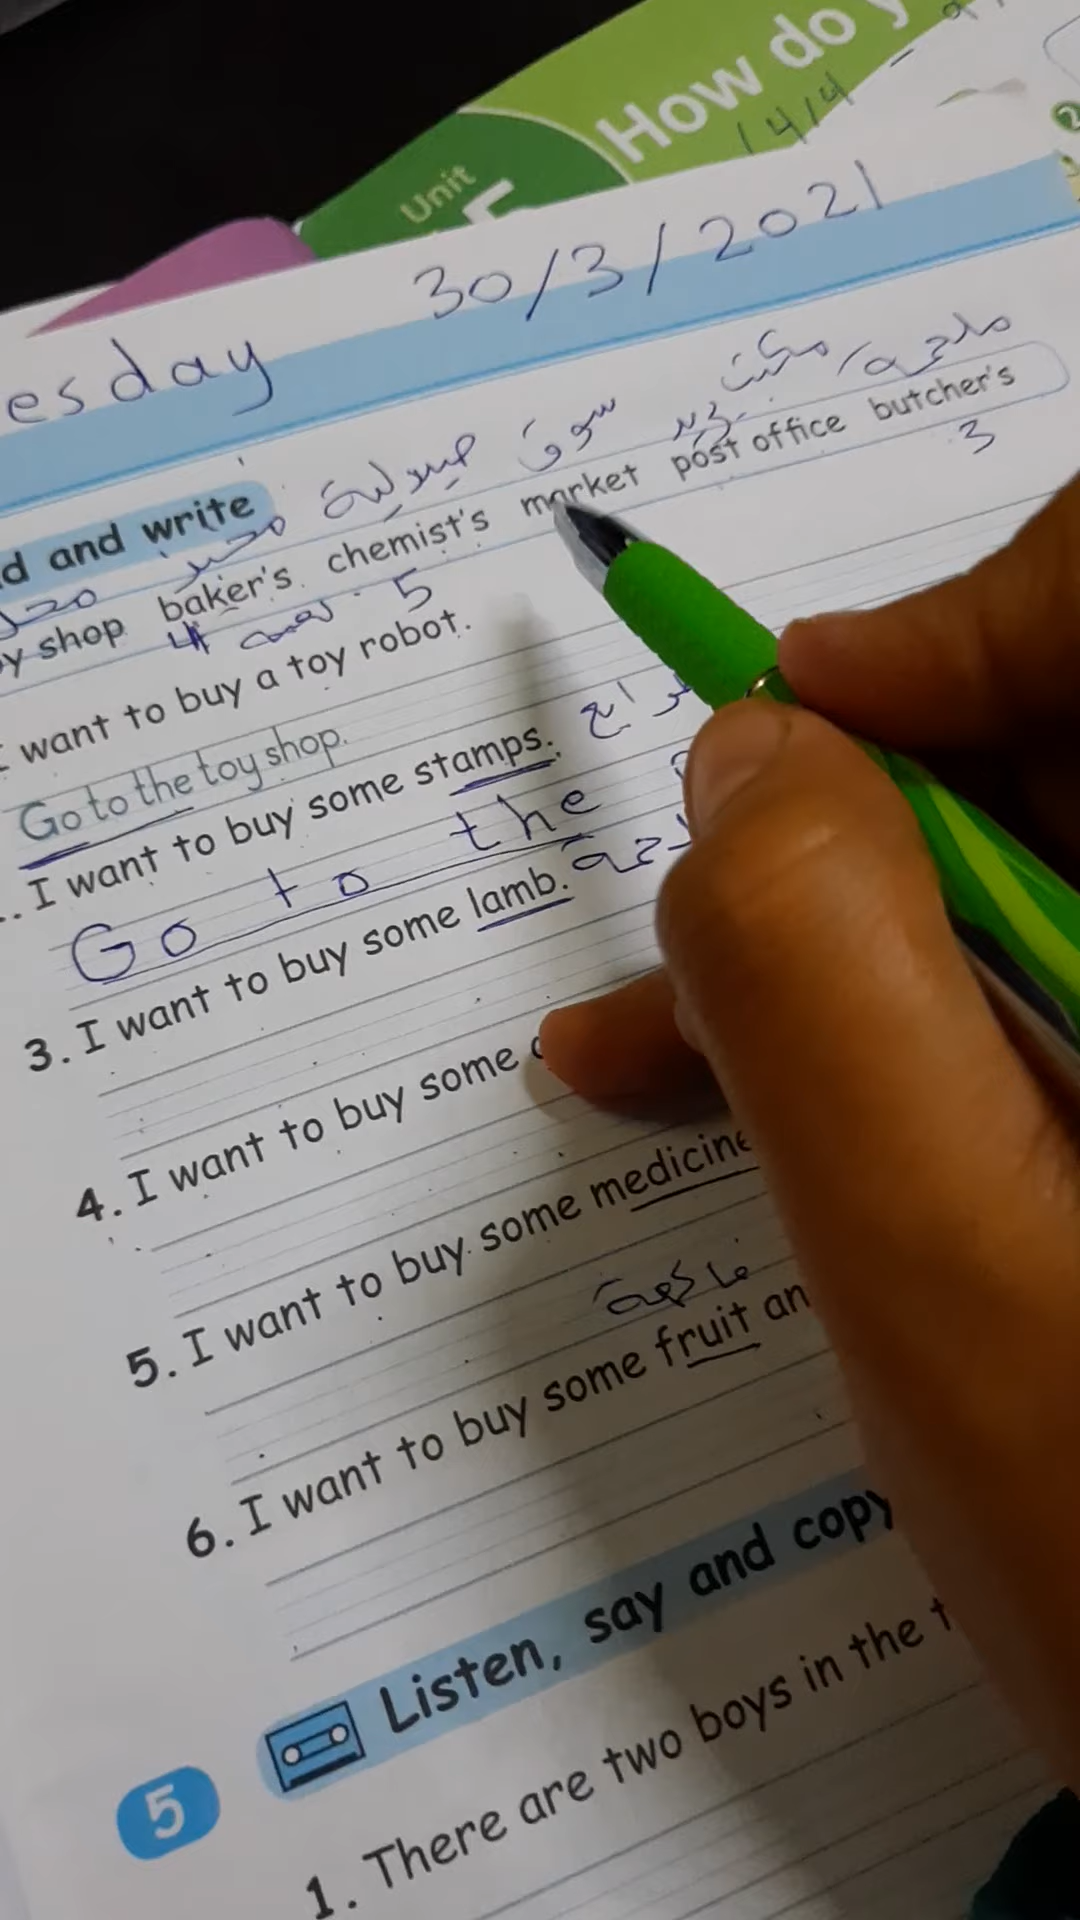 How do y
14/4
Unit
5
esday 30/3/2021
d and write
محل مخبز صيدلية سوق مكتب بريد ملحمة
y shop baker's chemist's market post office butcher's
4 5 3
I want to buy a toy robot.
Go to the toy shop.
. I want to buy some stamps.
Go to the
3. I want to buy some lamb.
4. I want to buy some
5. I want to buy some medicine
فاكهة
6. I want to buy some fruit an
5 Listen, say and copy
1. There are two boys in the t